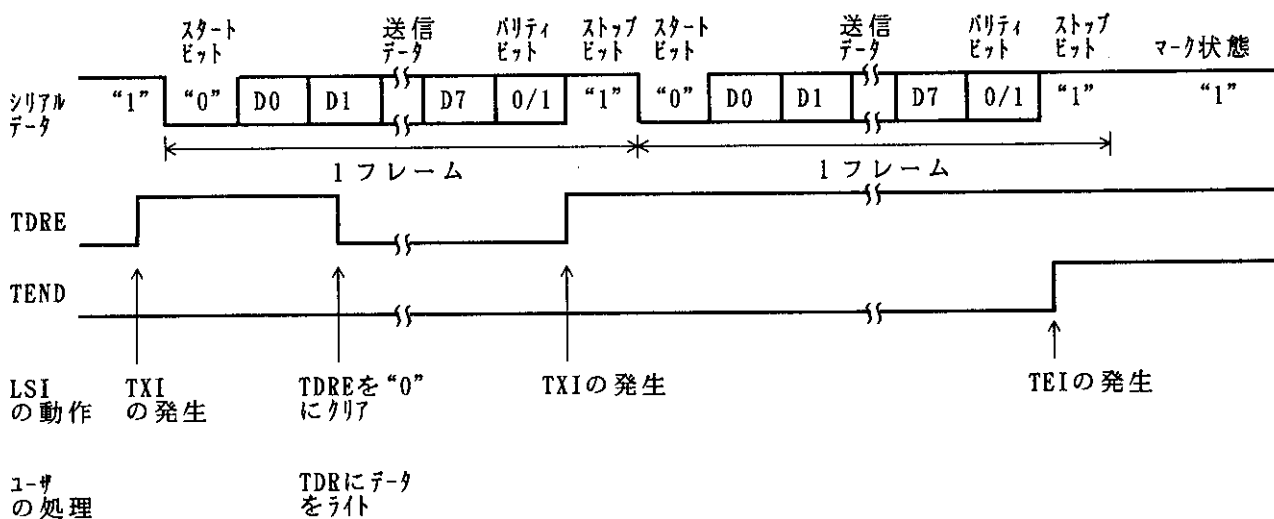 スタート
ビット
送信
データ
パリティ
ビット
ストップ
ビット
スタート
ビット
送信
データ
パリティ
ビット
ストップ
ビット
マーク状態
シリアル
データ
“1” “0” D0 D1 D7 0/1 “1” “0” D0 D1 D7 0/1 “1” “1”
1フレーム 1フレーム
TDRE
TEND
LSI
の動作
TXI
の発生
TDREを“0”
にクリア
TXIの発生
TEIの発生
ユーザ
の処理
TDRにデータ
をライト